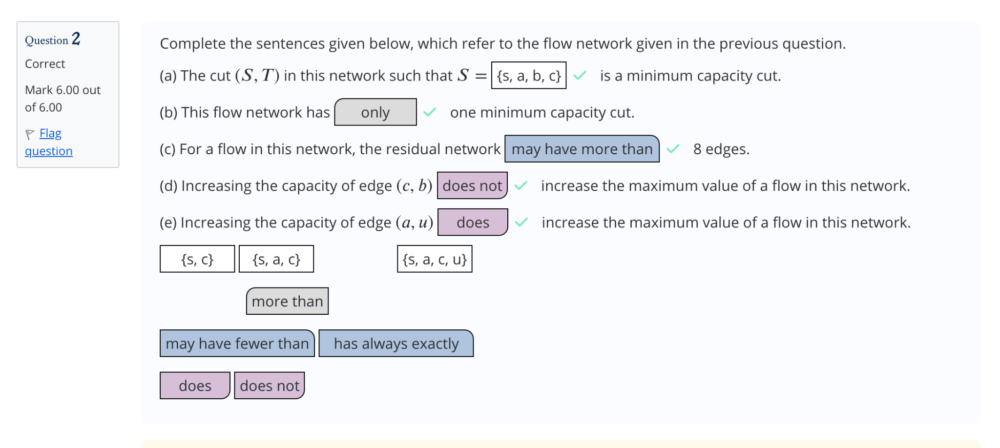 Question 2
Correct
Mark 6.00 out
of 6.00
Flag
question
Complete the sentences given below, which refer to the flow network given in the previous question.
(a) The cut (S, T) in this network such that S = {s, a, b, c} is a minimum capacity cut.
(b) This flow network has only one minimum capacity cut.
(c) For a flow in this network, the residual network may have more than 8 edges.
(d) Increasing the capacity of edge (c, b) does not increase the maximum value of a flow in this network.
(e) Increasing the capacity of edge (a, u) does increase the maximum value of a flow in this network.
{s, c} {s, a, c} {s, a, c, u}
more than
may have fewer than has always exactly
does does not